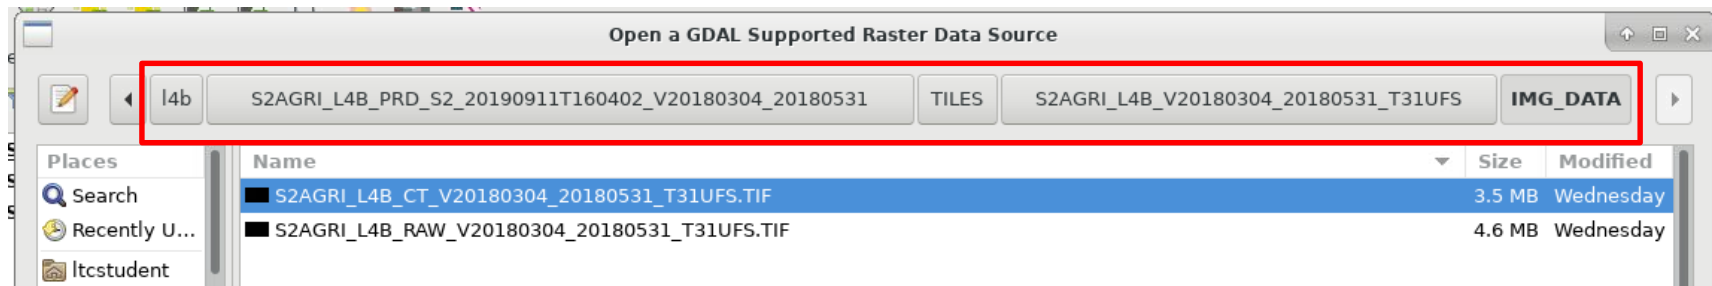 Open a GDAL Supported Raster Data Source
l4b S2AGRI_L4B_PRD_S2_20190911T160402_V20180304_20180531 TILES S2AGRI_L4B_V20180304_20180531_T31UFS IMG_DATA
Places Name Size Modified
Search S2AGRI_L4B_CT_V20180304_20180531_T31UFS.TIF 3.5 MB Wednesday
Recently U... S2AGRI_L4B_RAW_V20180304_20180531_T31UFS.TIF 4.6 MB Wednesday
ltcstudent